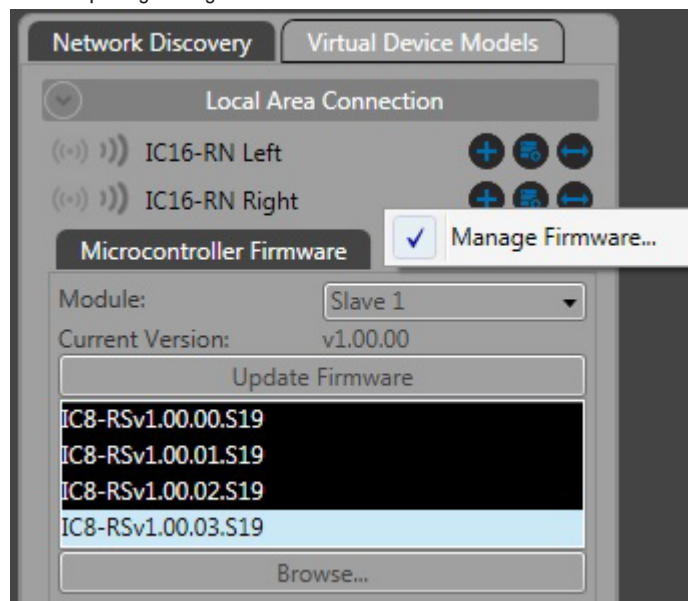 Network Discovery Virtual Device Models
Local Area Connection
IC16-RN Left
IC16-RN Right
Manage Firmware...
Microcontroller Firmware
Module: Slave 1
Current Version: v1.00.00
Update Firmware
IC8-RSv1.00.00.S19
IC8-RSv1.00.01.S19
IC8-RSv1.00.02.S19
IC8-RSv1.00.03.S19
Browse...